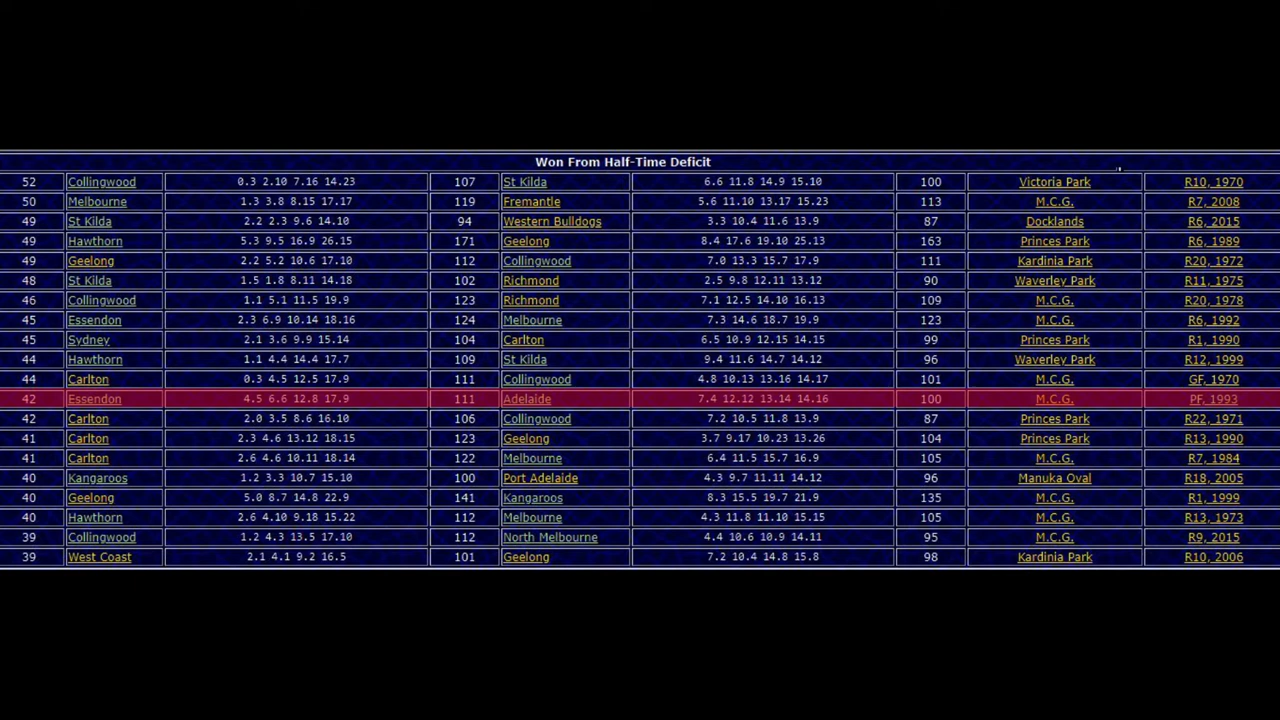 Won From Half-Time Deficit
52 Collingwood 0.3 2.10 7.16 14.23 107 St Kilda 6.6 11.8 14.9 15.10 100 Victoria Park R10, 1970
50 Melbourne 1.3 3.8 8.15 17.17 119 Fremantle 5.6 11.10 13.17 15.23 113 M.C.G. R7, 2008
49 St Kilda 2.2 2.3 9.6 14.10 94 Western Bulldogs 3.3 10.4 11.6 13.9 87 Docklands R6, 2015
49 Hawthorn 5.3 9.5 16.9 26.15 171 Geelong 8.4 17.6 19.10 25.13 163 Princes Park R6, 1989
49 Geelong 2.2 5.2 10.6 17.10 112 Collingwood 7.0 13.3 15.7 17.9 111 Kardinia Park R20, 1972
48 St Kilda 1.5 1.8 8.11 14.18 102 Richmond 2.5 9.8 12.11 13.12 90 Waverley Park R11, 1975
46 Collingwood 1.1 5.1 11.5 19.9 123 Richmond 7.1 12.5 14.10 16.13 109 M.C.G. R20, 1978
45 Essendon 2.3 6.9 10.14 18.16 124 Melbourne 7.3 14.6 18.7 19.9 123 M.C.G. R6, 1992
45 Sydney 2.1 3.6 9.9 15.14 104 Carlton 6.5 10.9 12.15 14.15 99 Princes Park R1, 1990
44 Hawthorn 1.1 4.4 14.4 17.7 109 St Kilda 9.4 11.6 14.7 14.12 96 Waverley Park R12, 1999
44 Carlton 0.3 4.5 12.5 17.9 111 Collingwood 4.8 10.13 13.16 14.17 101 M.C.G. GF, 1970
42 Essendon 4.5 6.6 12.8 17.9 111 Adelaide 7.4 12.12 13.14 14.16 100 M.C.G. PF, 1993
42 Carlton 2.0 3.5 8.6 16.10 106 Collingwood 7.2 10.5 11.8 13.9 87 Princes Park R22, 1971
41 Carlton 2.3 4.6 13.12 18.15 123 Geelong 3.7 9.17 10.23 13.26 104 Princes Park R13, 1990
41 Carlton 2.6 4.6 10.11 18.14 122 Melbourne 6.4 11.5 15.7 16.9 105 M.C.G. R7, 1984
40 Kangaroos 1.2 3.3 10.7 15.10 100 Port Adelaide 4.3 9.7 11.11 14.12 96 Manuka Oval R18, 2005
40 Geelong 5.0 8.7 14.8 22.9 141 Kangaroos 8.3 15.5 19.7 21.9 135 M.C.G. R1, 1999
40 Hawthorn 2.6 4.10 9.18 15.22 112 Melbourne 4.3 11.8 11.10 15.15 105 M.C.G. R13, 1973
39 Collingwood 1.2 4.3 13.5 17.10 112 North Melbourne 4.4 10.6 10.9 14.11 95 M.C.G. R9, 2015
39 West Coast 2.1 4.1 9.2 16.5 101 Geelong 7.2 10.4 14.8 15.8 98 Kardinia Park R10, 2006